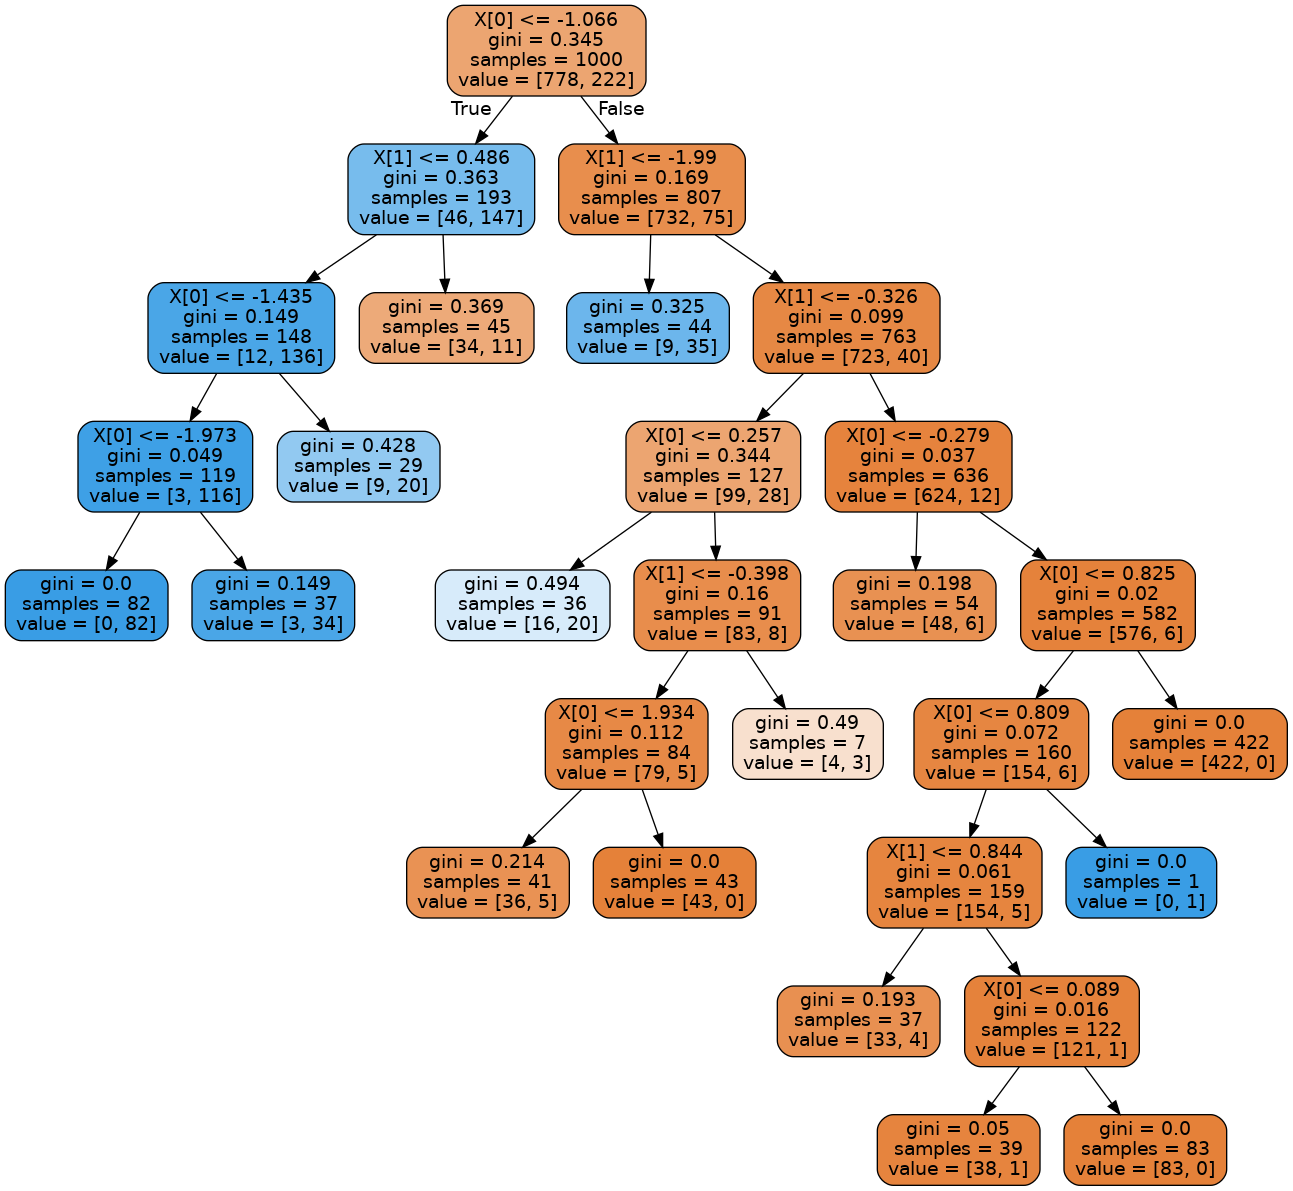 X[0] <= -1.066
gini = 0.345
samples = 1000
value = [778, 222]
True
False
X[1] <= 0.486
gini = 0.363
samples = 193
value = [46, 147]
X[1] <= -1.99
gini = 0.169
samples = 807
value = [732, 75]
X[0] <= -1.435
gini = 0.149
samples = 148
value = [12, 136]
gini = 0.369
samples = 45
value = [34, 11]
gini = 0.325
samples = 44
value = [9, 35]
X[1] <= -0.326
gini = 0.099
samples = 763
value = [723, 40]
X[0] <= -1.973
gini = 0.049
samples = 119
value = [3, 116]
gini = 0.428
samples = 29
value = [9, 20]
X[0] <= 0.257
gini = 0.344
samples = 127
value = [99, 28]
X[0] <= -0.279
gini = 0.037
samples = 636
value = [624, 12]
gini = 0.0
samples = 82
value = [0, 82]
gini = 0.149
samples = 37
value = [3, 34]
gini = 0.494
samples = 36
value = [16, 20]
X[1] <= -0.398
gini = 0.16
samples = 91
value = [83, 8]
gini = 0.198
samples = 54
value = [48, 6]
X[0] <= 0.825
gini = 0.02
samples = 582
value = [576, 6]
X[0] <= 1.934
gini = 0.112
samples = 84
value = [79, 5]
gini = 0.49
samples = 7
value = [4, 3]
X[0] <= 0.809
gini = 0.072
samples = 160
value = [154, 6]
gini = 0.0
samples = 422
value = [422, 0]
gini = 0.214
samples = 41
value = [36, 5]
gini = 0.0
samples = 43
value = [43, 0]
X[1] <= 0.844
gini = 0.061
samples = 159
value = [154, 5]
gini = 0.0
samples = 1
value = [0, 1]
gini = 0.193
samples = 37
value = [33, 4]
X[0] <= 0.089
gini = 0.016
samples = 122
value = [121, 1]
gini = 0.05
samples = 39
value = [38, 1]
gini = 0.0
samples = 83
value = [83, 0]